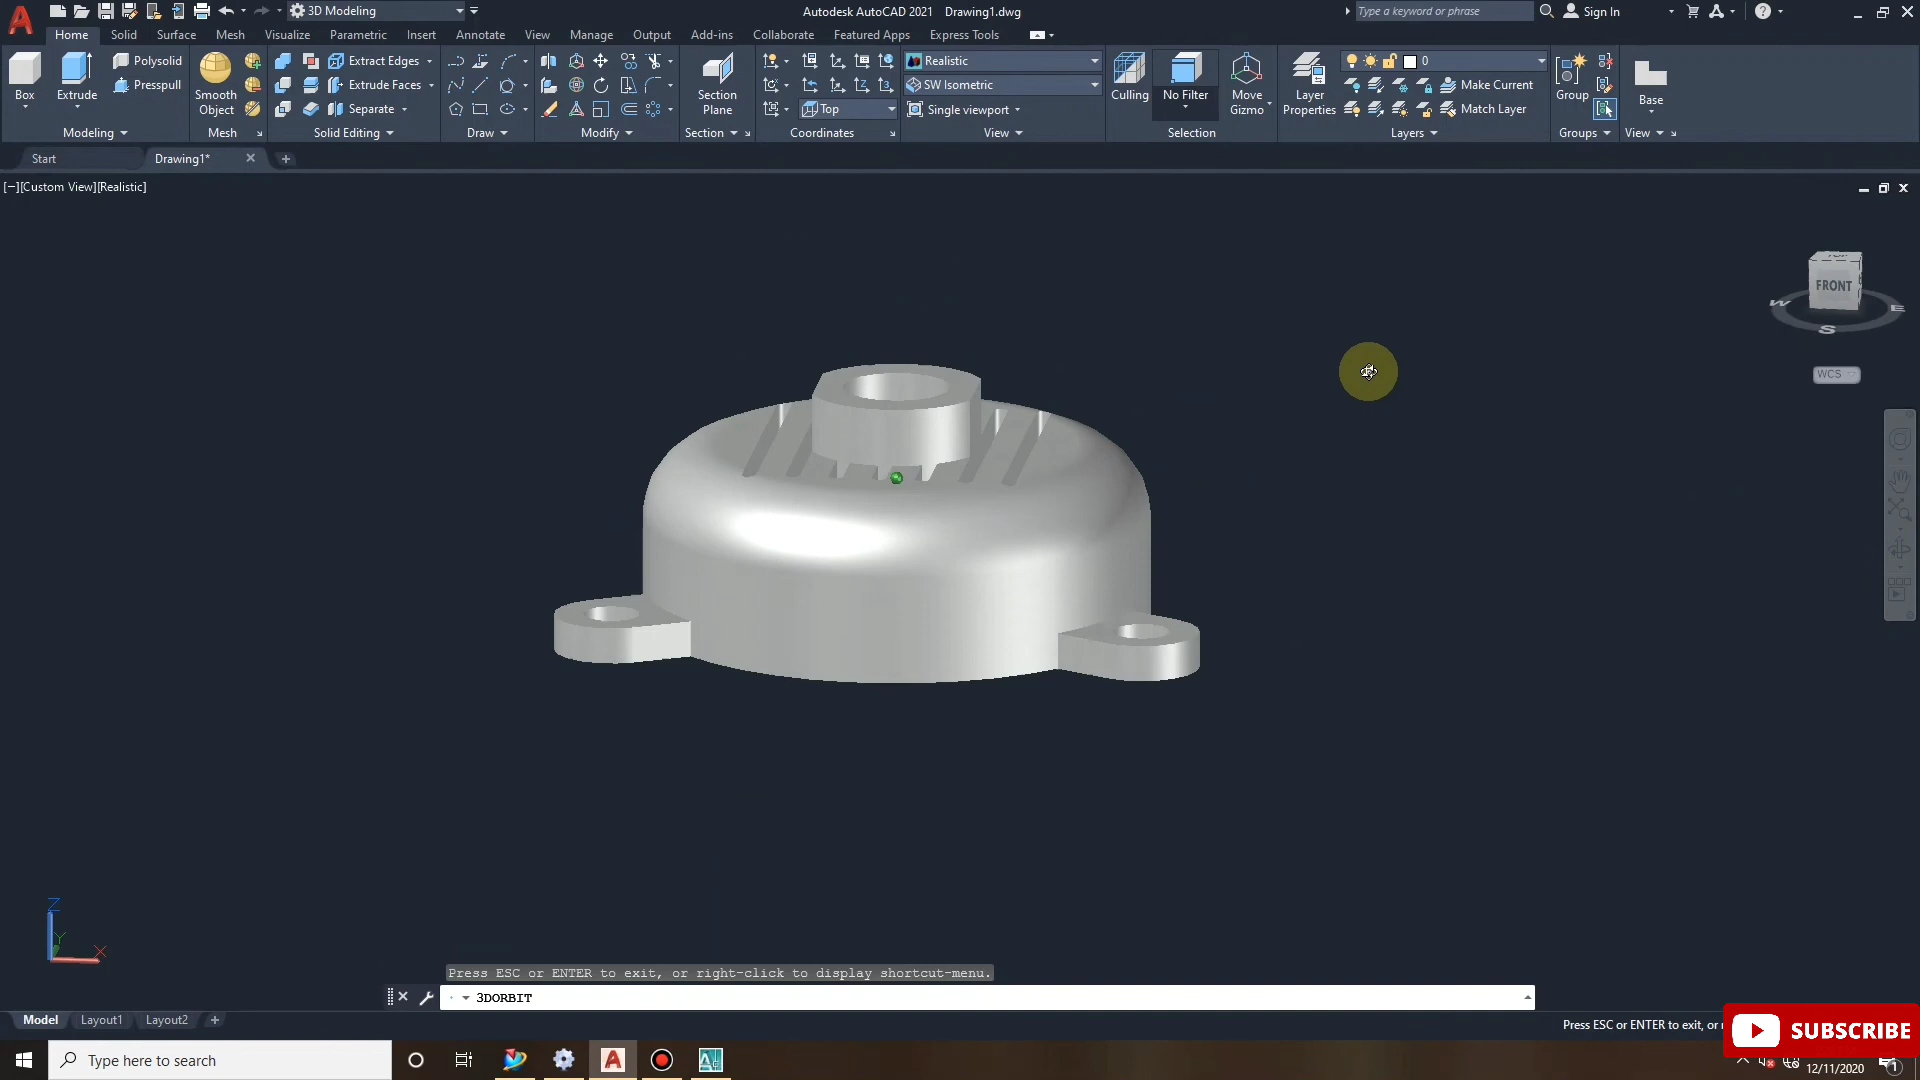 3D Modeling
Autodesk AutoCAD 2021 Drawing1.dwg
Type a keyword or phrase
Sign In
Home Solid Surface Mesh Visualize Parametric Insert Annotate View Manage Output Add-ins Collaborate Featured Apps Express Tools
Box
Extrude
Polysolid
Presspull
Smooth Object
Extract Edges
Extrude Faces
Separate
Top
Section Plane
Realistic
SW Isometric
Single viewport
Culling
No Filter
Move Gizmo
Layer Properties
0
Make Current
Match Layer
Group
Base
Modeling Mesh Solid Editing Draw Modify Section Coordinates View Selection Layers Groups View
Start Drawing1*
[−][Custom View][Realistic]
TOP
FRONT
W S E
WCS
Z
Y
X
Press ESC or ENTER to exit, or right-click to display shortcut-menu.
3DORBIT
Model Layout1 Layout2
Press ESC or ENTER to exit, or
SUBSCRIBE
Type here to search
12/11/2020
1